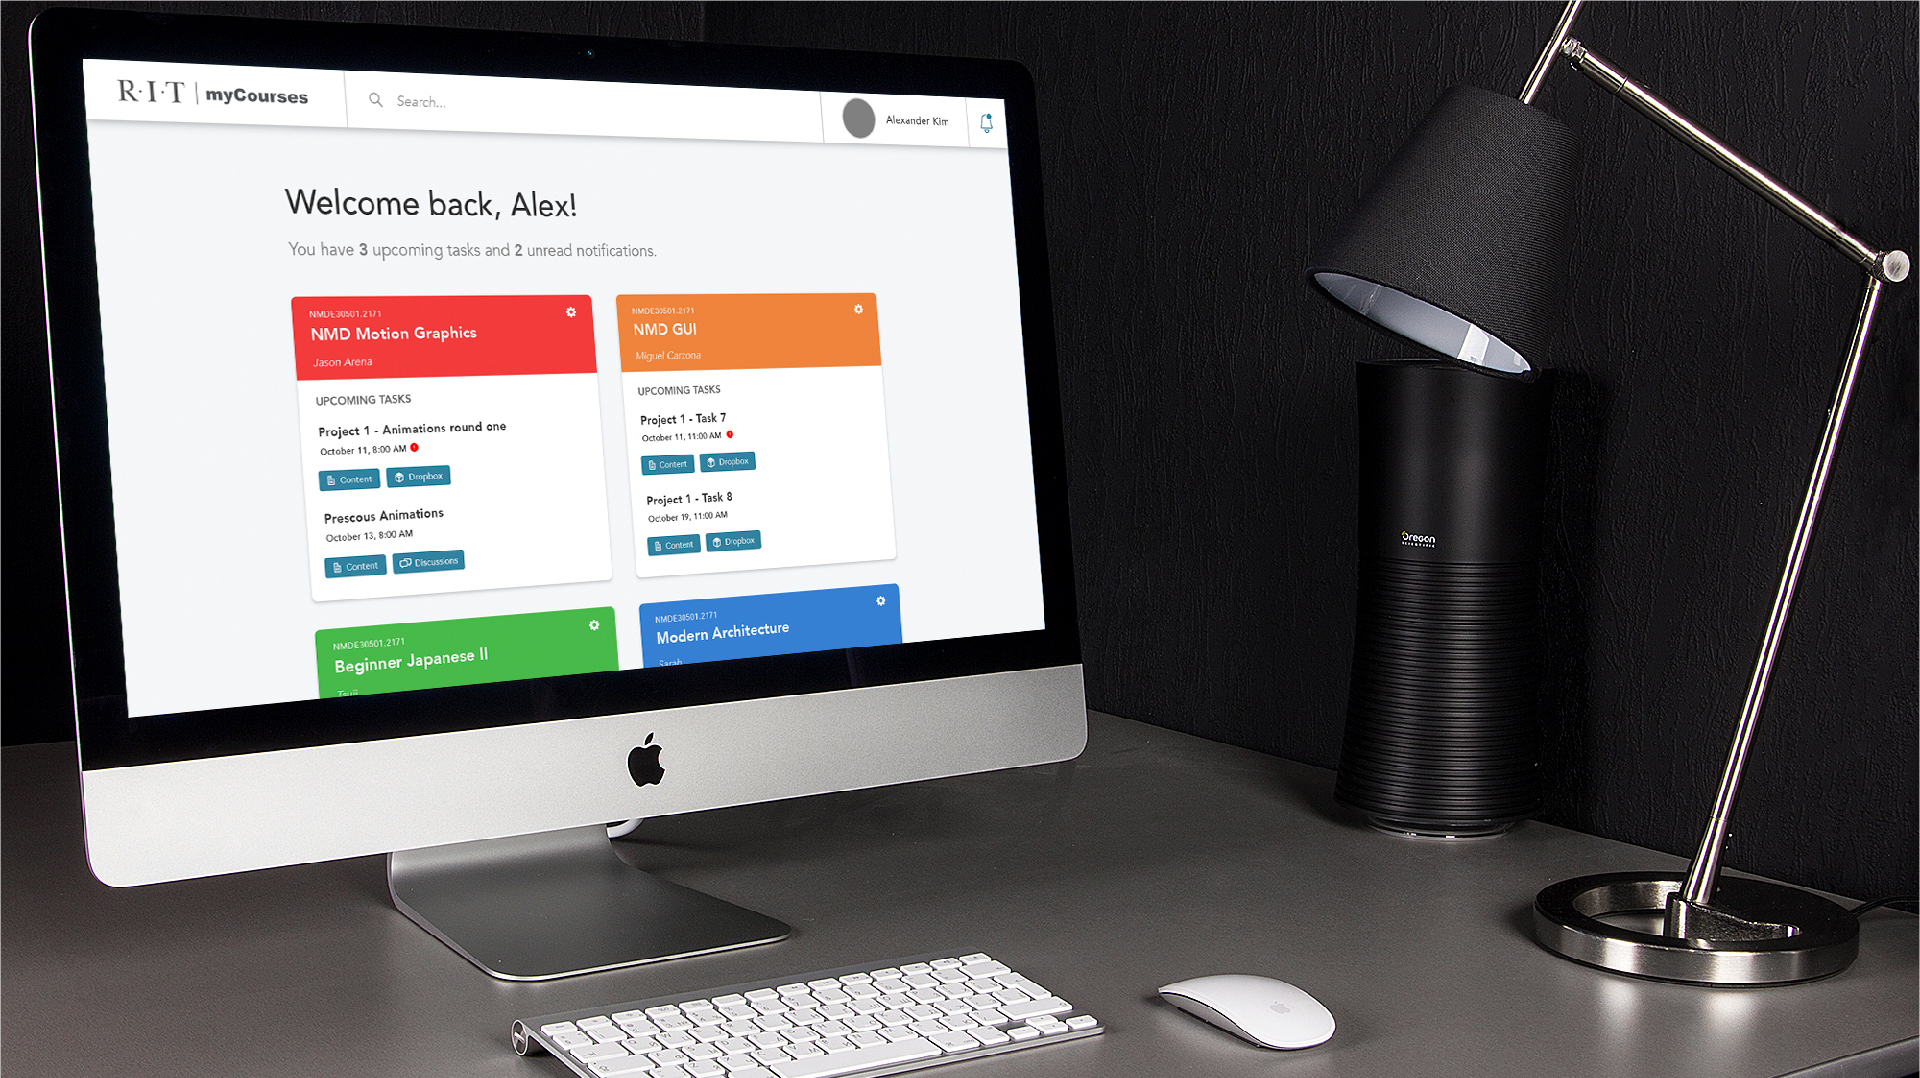 R·I·T | myCourses
Search...
Alexander Kim
Welcome back, Alex!
You have 3 upcoming tasks and 2 unread notifications.
NMDE30501.2171
NMD Motion Graphics
Jason Arena
UPCOMING TASKS
Project 1 - Animations round one
October 11, 8:00 AM
Content
Dropbox
Prescous Animations
October 13, 8:00 AM
Content
Discussions
NMDE30501.2171
NMD GUI
Miguel Carzona
UPCOMING TASKS
Project 1 - Task 7
October 11, 11:00 AM
Content
Dropbox
Project 1 - Task 8
October 19, 11:00 AM
Content
Dropbox
NMDE30501.2171
Beginner Japanese II
NMDE30501.2171
Modern Architecture
Sarah
Oregon